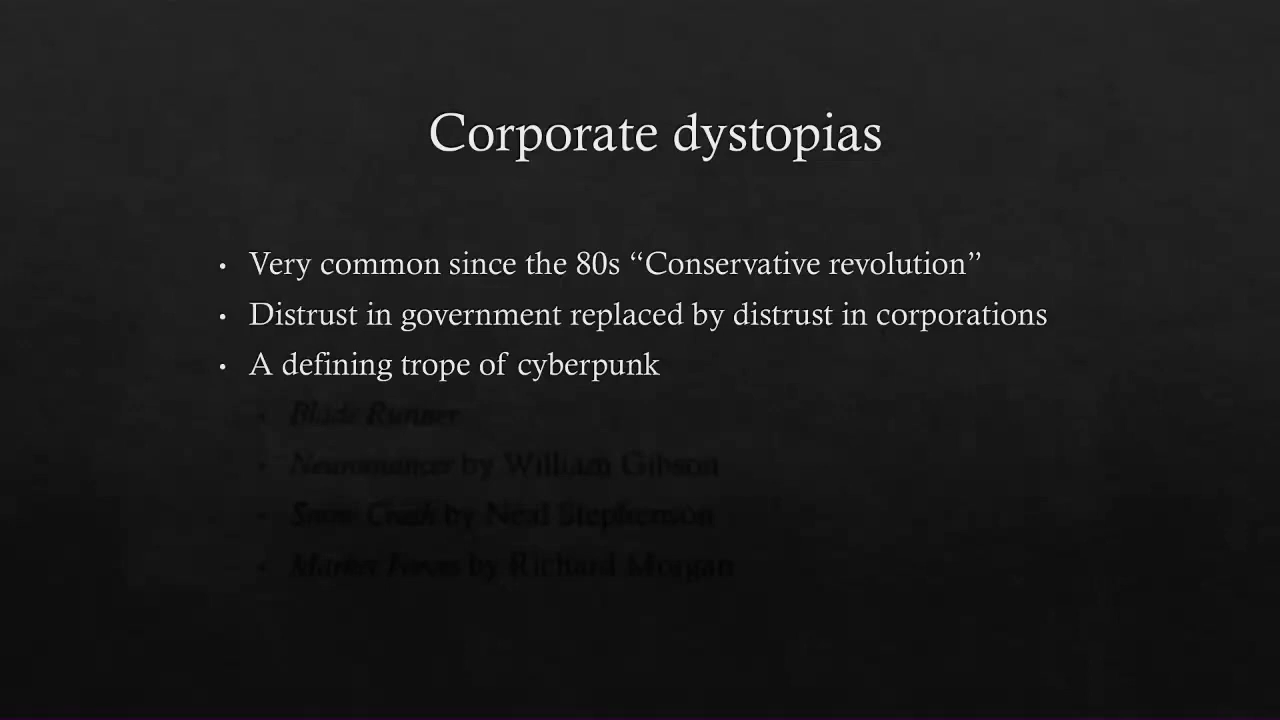 Corporate dystopias
• Very common since the 80s “Conservative revolution”
• Distrust in government replaced by distrust in corporations
• A defining trope of cyberpunk
• Blade Runner
• Neuromancer by William Gibson
• Snow Crash by Neal Stephenson
• Market Forces by Richard Morgan